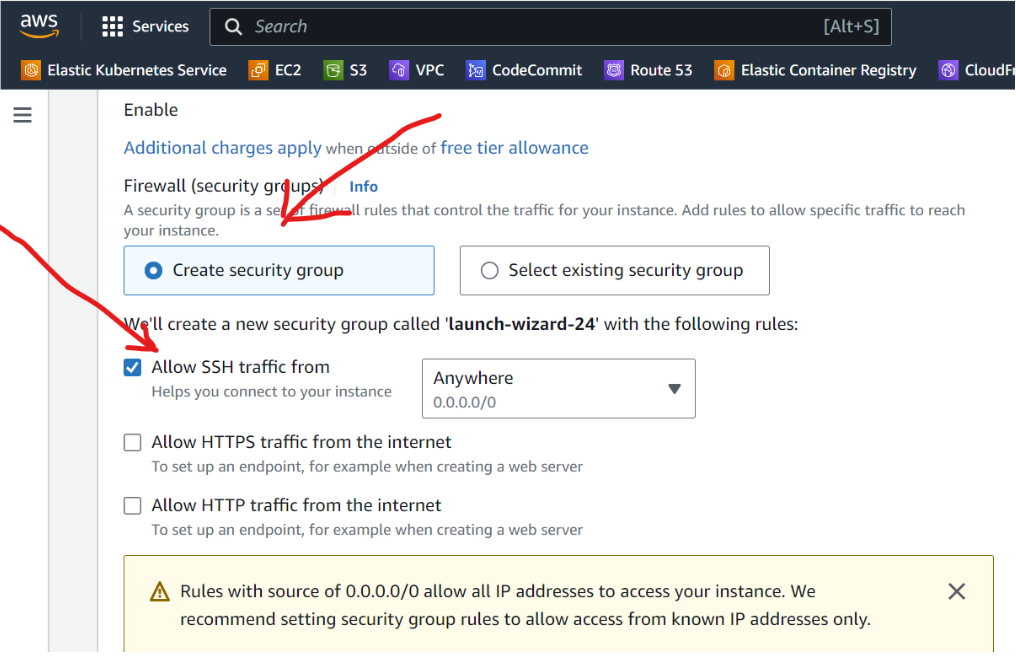 aws Services Search [Alt+S]
Elastic Kubernetes Service EC2 S3 VPC CodeCommit Route 53 Elastic Container Registry CloudFr
Enable
Additional charges apply when outside of free tier allowance
Firewall (security groups) Info
A security group is a set of firewall rules that control the traffic for your instance. Add rules to allow specific traffic to reach
your instance.
Create security group Select existing security group
We'll create a new security group called 'launch-wizard-24' with the following rules:
Allow SSH traffic from
Helps you connect to your instance
Anywhere
0.0.0.0/0
Allow HTTPS traffic from the internet
To set up an endpoint, for example when creating a web server
Allow HTTP traffic from the internet
To set up an endpoint, for example when creating a web server
Rules with source of 0.0.0.0/0 allow all IP addresses to access your instance. We
recommend setting security group rules to allow access from known IP addresses only.